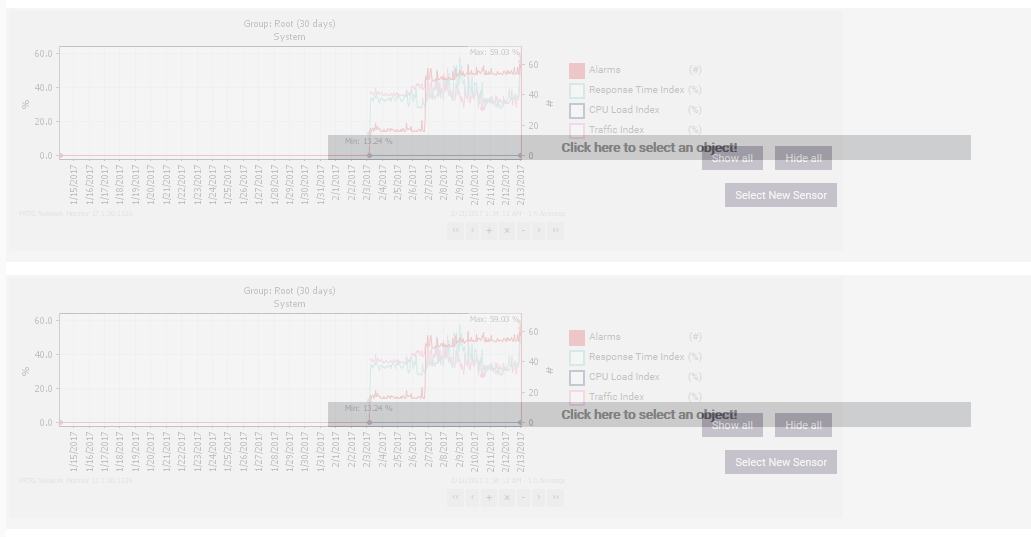 Group: Root (30 days)
System
Max: 59.03 %
60.0
40.0
20.0
0.0
%
60
40
20
0
#
Min: 13.24 %
Alarms (#)
Response Time Index (%)
CPU Load Index (%)
Traffic Index (%)
Click here to select an object!
Show all Hide all
Select New Sensor
1/15/2017 1/16/2017 1/17/2017 1/18/2017 1/19/2017 1/20/2017 1/21/2017 1/22/2017 1/23/2017 1/24/2017 1/25/2017 1/26/2017 1/27/2017 1/28/2017 1/29/2017 1/30/2017 1/31/2017 2/1/2017 2/2/2017 2/3/2017 2/4/2017 2/5/2017 2/6/2017 2/7/2017 2/8/2017 2/9/2017 2/10/2017 2/11/2017 2/12/2017 2/13/2017
PRTG Network Monitor
‹‹ ‹ + × - › ››
Group: Root (30 days)
System
Max: 59.03 %
60.0
40.0
20.0
0.0
%
60
40
20
0
#
Min: 13.24 %
Alarms (#)
Response Time Index (%)
CPU Load Index (%)
Traffic Index (%)
Click here to select an object!
Show all Hide all
Select New Sensor
1/15/2017 1/16/2017 1/17/2017 1/18/2017 1/19/2017 1/20/2017 1/21/2017 1/22/2017 1/23/2017 1/24/2017 1/25/2017 1/26/2017 1/27/2017 1/28/2017 1/29/2017 1/30/2017 1/31/2017 2/1/2017 2/2/2017 2/3/2017 2/4/2017 2/5/2017 2/6/2017 2/7/2017 2/8/2017 2/9/2017 2/10/2017 2/11/2017 2/12/2017 2/13/2017
PRTG Network Monitor
‹‹ ‹ + × - › ››